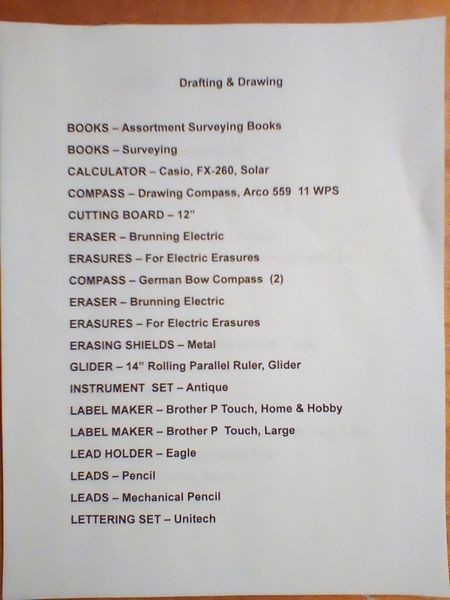 Drafting & Drawing
BOOKS – Assortment Surveying Books
BOOKS – Surveying
CALCULATOR – Casio, FX-260, Solar
COMPASS – Drawing Compass, Arco 559 11 WPS
CUTTING BOARD – 12"
ERASER – Brunning Electric
ERASURES – For Electric Erasures
COMPASS – German Bow Compass (2)
ERASER – Brunning Electric
ERASURES – For Electric Erasures
ERASING SHIELDS – Metal
GLIDER – 14" Rolling Parallel Ruler, Glider
INSTRUMENT SET – Antique
LABEL MAKER – Brother P Touch, Home & Hobby
LABEL MAKER – Brother P Touch, Large
LEAD HOLDER – Eagle
LEADS – Pencil
LEADS – Mechanical Pencil
LETTERING SET – Unitech